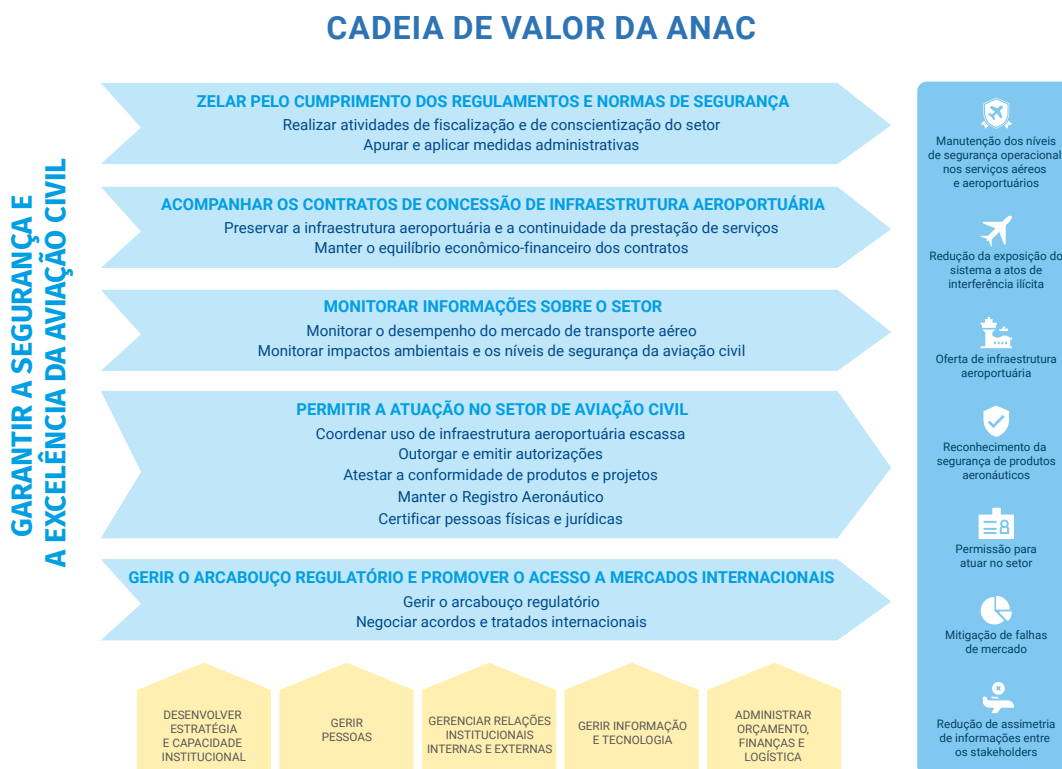 CADEIA DE VALOR DA ANAC
GARANTIR A SEGURANÇA E
A EXCELÊNCIA DA AVIAÇÃO CIVIL
ZELAR PELO CUMPRIMENTO DOS REGULAMENTOS E NORMAS DE SEGURANÇA
Realizar atividades de fiscalização e de conscientização do setor
Apurar e aplicar medidas administrativas
ACOMPANHAR OS CONTRATOS DE CONCESSÃO DE INFRAESTRUTURA AEROPORTUÁRIA
Preservar a infraestrutura aeroportuária e a continuidade da prestação de serviços
Manter o equilíbrio econômico-financeiro dos contratos
MONITORAR INFORMAÇÕES SOBRE O SETOR
Monitorar o desempenho do mercado de transporte aéreo
Monitorar impactos ambientais e os níveis de segurança da aviação civil
PERMITIR A ATUAÇÃO NO SETOR DE AVIAÇÃO CIVIL
Coordenar uso de infraestrutura aeroportuária escassa
Outorgar e emitir autorizações
Atestar a conformidade de produtos e projetos
Manter o Registro Aeronáutico
Certificar pessoas físicas e jurídicas
GERIR O ARCABOUÇO REGULATÓRIO E PROMOVER O ACESSO A MERCADOS INTERNACIONAIS
Gerir o arcabouço regulatório
Negociar acordos e tratados internacionais
DESENVOLVER
ESTRATÉGIA
E CAPACIDADE
INSTITUCIONAL
GERIR
PESSOAS
GERENCIAR RELAÇÕES
INSTITUCIONAIS
INTERNAS E EXTERNAS
GERIR INFORMAÇÃO
E TECNOLOGIA
ADMINISTRAR
ORÇAMENTO,
FINANÇAS E
LOGÍSTICA
Manutenção dos níveis
de segurança operacional
nos serviços aéreos
e aeroportuários
Redução da exposição do
sistema a atos de
interferência ilícita
Oferta de infraestrutura
aeroportuária
Reconhecimento da
segurança de produtos
aeronáuticos
Permissão para
atuar no setor
Mitigação de falhas
de mercado
Redução de assimetria
de informações entre
os stakeholders